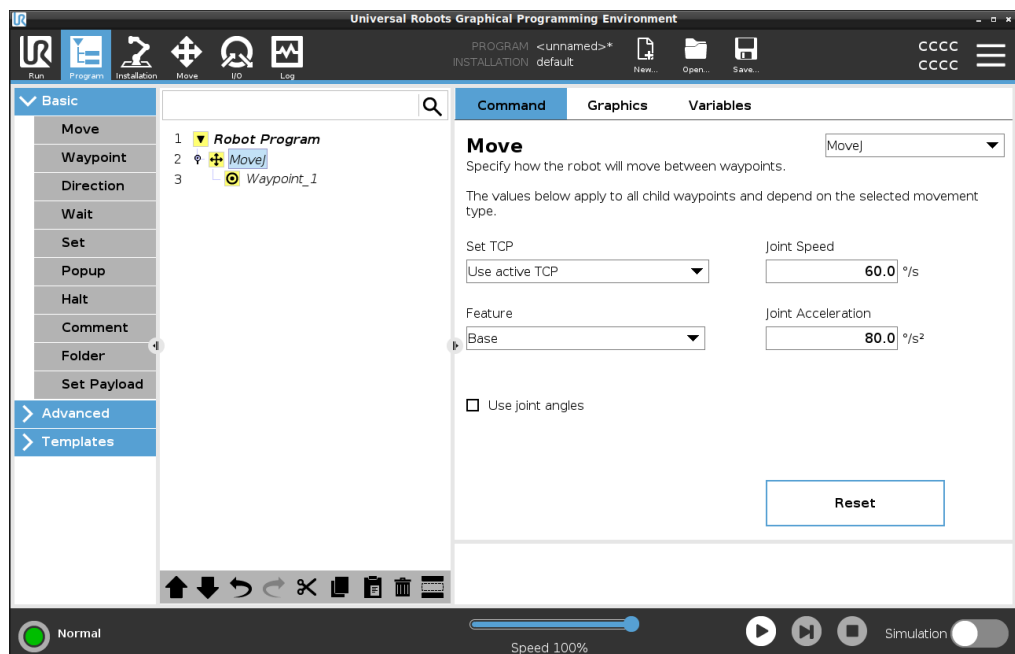 Universal Robots Graphical Programming Environment
UR
Run
Program
Installation
Move
I/O
Log
PROGRAM <unnamed>*
INSTALLATION default
New...
Open...
Save...
CCCC
CCCC
Basic
Move
Waypoint
Direction
Wait
Set
Popup
Halt
Comment
Folder
Set Payload
Advanced
Templates
1 Robot Program
2 MoveJ
3 Waypoint_1
Command Graphics Variables
Move
MoveJ
Specify how the robot will move between waypoints.
The values below apply to all child waypoints and depend on the selected movement
type.
Set TCP
Use active TCP
Joint Speed
60.0 °/s
Feature
Base
Joint Acceleration
80.0 °/s²
Use joint angles
Reset
Normal
Speed 100%
Simulation